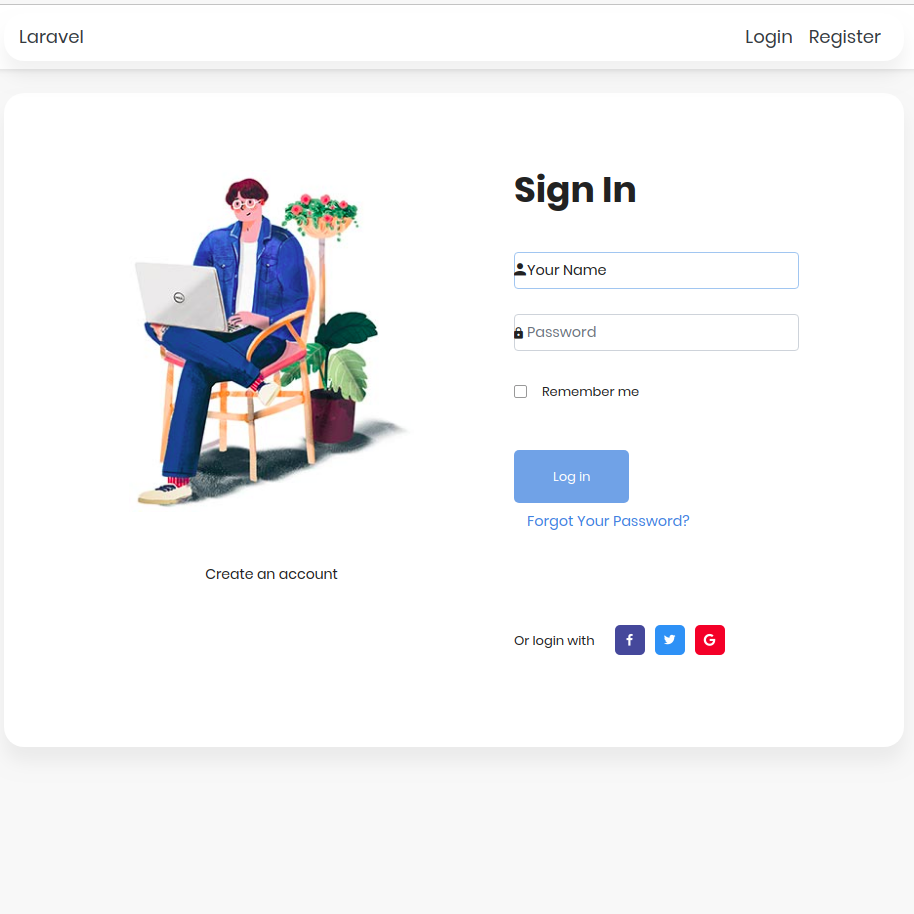 Laravel
Login Register
Sign In
Your Name
Password
Remember me
Log in
Forgot Your Password?
Create an account
Or login with